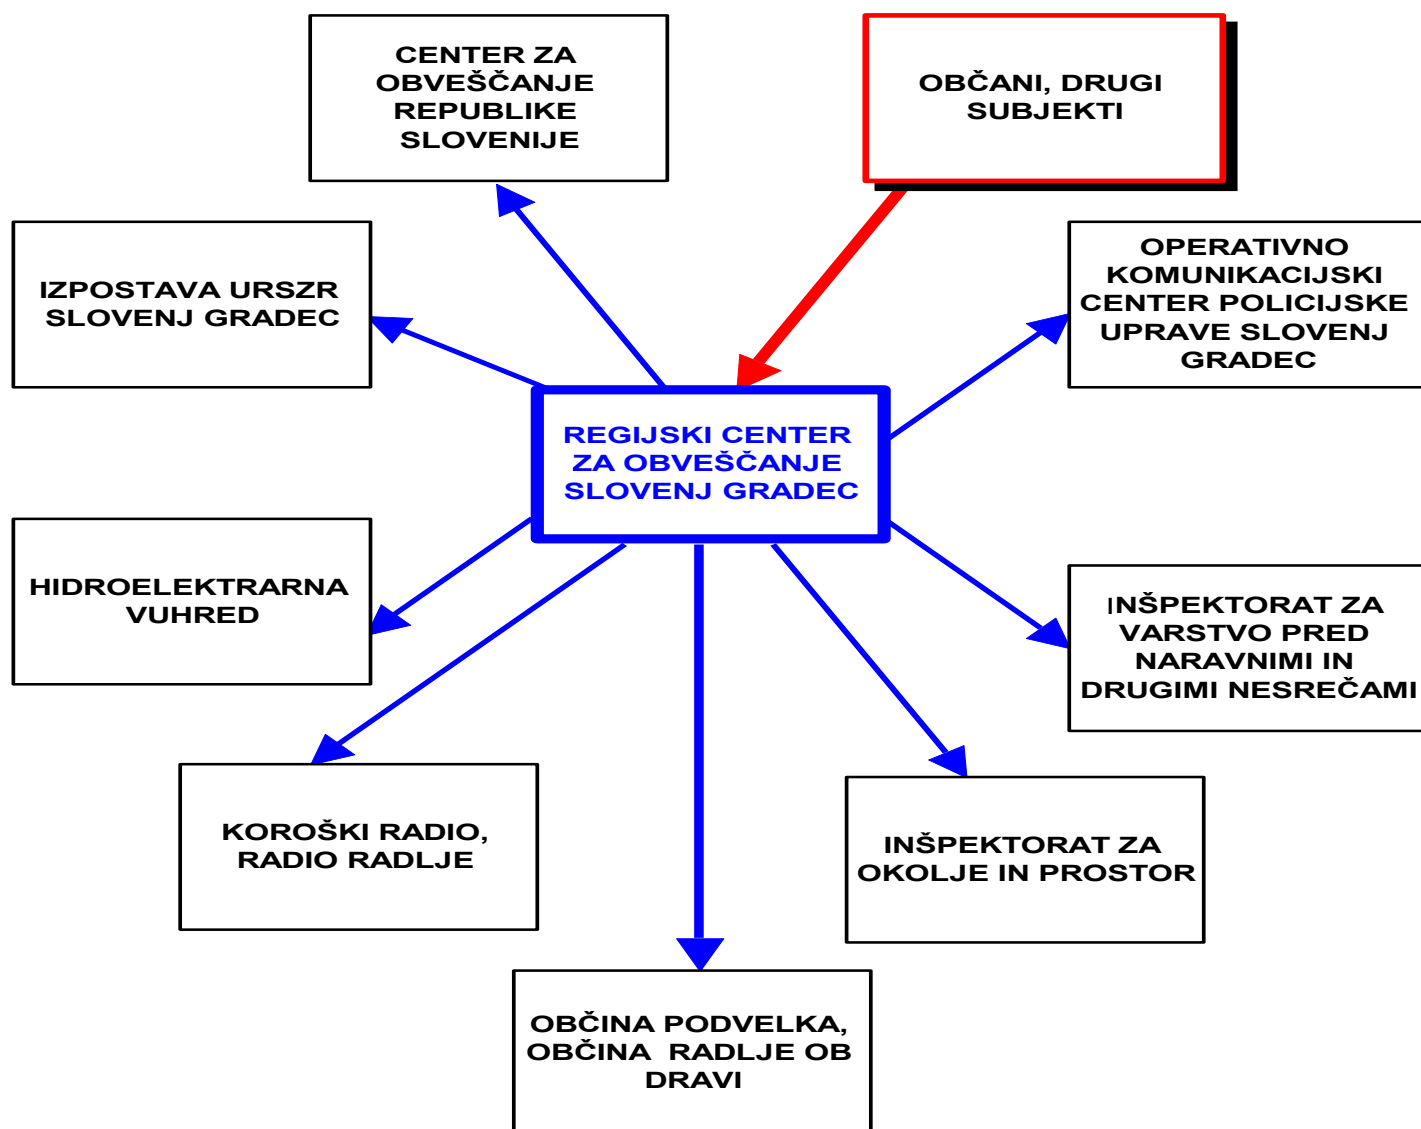 CENTER ZA
OBVEŠČANJE
REPUBLIKE
SLOVENIJE
OBČANI, DRUGI
SUBJEKTI
IZPOSTAVA URSZR
SLOVENJ GRADEC
OPERATIVNO
KOMUNIKACIJSKI
CENTER POLICIJSKE
UPRAVE SLOVENJ
GRADEC
REGIJSKI CENTER
ZA OBVEŠČANJE
SLOVENJ GRADEC
HIDROELEKTRARNA
VUHRED
INŠPEKTORAT ZA
VARSTVO PRED
NARAVNIMI IN
DRUGIMI NESREČAMI
KOROŠKI RADIO,
RADIO RADLJE
INŠPEKTORAT ZA
OKOLJE IN PROSTOR
OBČINA PODVELKA,
OBČINA RADLJE OB
DRAVI